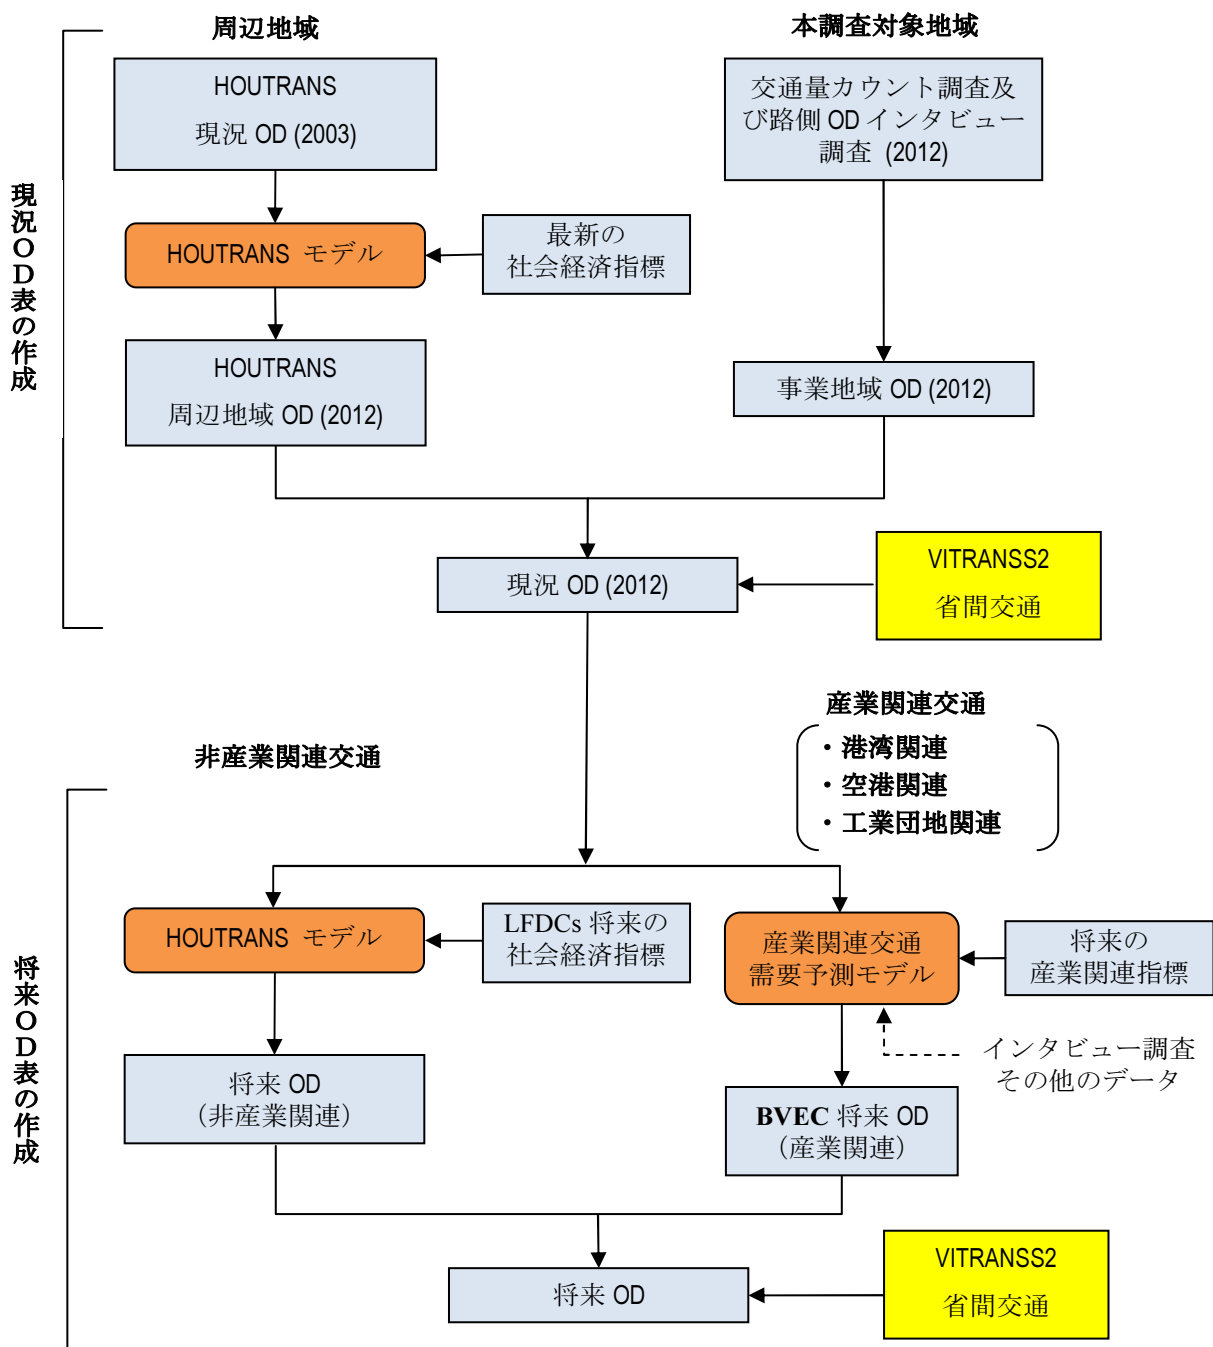 周辺地域
本調査対象地域
HOUTRANS
現況 OD (2003)
交通量カウント調査及
び路側 OD インタビュー
調査 (2012)
現況OD表の作成
HOUTRANS モデル
最新の
社会経済指標
HOUTRANS
周辺地域 OD (2012)
事業地域 OD (2012)
現況 OD (2012)
VITRANSS2
省間交通
産業関連交通
・港湾関連
・空港関連
・工業団地関連
非産業関連交通
将来OD表の作成
HOUTRANS モデル
LFDCs 将来の
社会経済指標
産業関連交通
需要予測モデル
将来の
産業関連指標
インタビュー調査
その他のデータ
将来 OD
（非産業関連）
BVEC 将来 OD
（産業関連）
将来 OD
VITRANSS2
省間交通